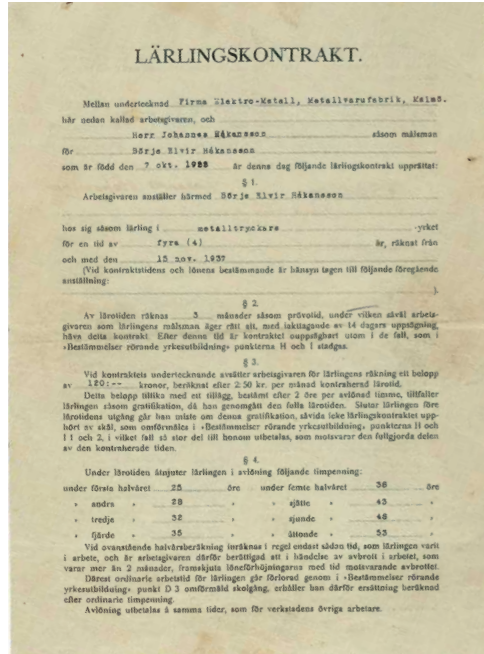 LÄRLINGSKONTRAKT.
Mellan undertecknad Firma Elektro-Metall, Metallvarufabrik, Malmö.
här nedan kallad arbetsgivaren, och
Herr Johannes Håkansson såsom målsman
för Börje Elvir Håkansson
som är född den 7 okt. är denna dag följande lärlingskontrakt upprättat:
§ 1.
Arbetsgivaren anställer härmed Börje Elvir Håkansson
hos sig såsom lärling i metalltryckare -yrket
för en tid av fyra (4) år, räknat från
och med den 15 nov. 1937
(Vid kontraktstidens och lönens bestämmande är hänsyn tagen till följande föregående
anställning: ).
§ 2.
Av lärotiden räknas 3 månader såsom prövotid, under vilken såväl arbets-
givaren som lärlingens målsman äger rätt att, med iakttagande av 14 dagars uppsägning,
häva detta kontrakt. Efter denna tid är kontraktet ouppsägbart utom i de fall, som i
»Bestämmelser rörande yrkesutbildning» punkterna H och I stadgas.
§ 3.
Vid kontraktets undertecknande avsätter arbetsgivaren för lärlingens räkning ett belopp
av 120:-- kronor, beräknat efter 2:50 kr. per månad kontraherad lärotid.
Detta belopp tillika med ett tillägg, bestämt efter 2 öre per avlönad timme, tillfaller
lärlingen såsom gratifikation, då han genomgått den fulla lärotiden. Slutar lärlingen före
lärotidens utgång går han miste om denna gratifikation, såvida icke lärlingskontraktet upp-
hört av skäl, som omförmäles i »Bestämmelser rörande yrkesutbildning» punkterna H och
I 1 och 2, i vilket fall så stor del till honom utbetalas, som motsvarar den fullgjorda delen
av den kontraherade tiden.
§ 4.
Under lärotiden åtnjuter lärlingen i avlöning följande timpenning:
under första halvåret 25 öre under femte halvåret 38 öre
» andra » 28 » » sjätte » 43 »
» tredje » 32 » » sjunde » 48 »
» fjärde » 35 » » åttonde » 53 »
Vid ovanstående halvårsberäkning inräknas i regel endast sådan tid, som lärlingen varit
i arbete, och är arbetsgivaren därför berättigad att i händelse av avbrott i arbetet, som
varar mer än 2 månader, framskjuta löneförhöjningarna med tid motsvarande avbrottet.
Därest ordinarie arbetstid för lärlingen går förlorad genom i »Bestämmelser rörande
yrkesutbildning» punkt D 3 omförmäld skolgång, erhåller han därför ersättning beräknad
efter ordinarie timpenning.
Avlöning utbetalas å samma tider, som för verkstadens övriga arbetare.